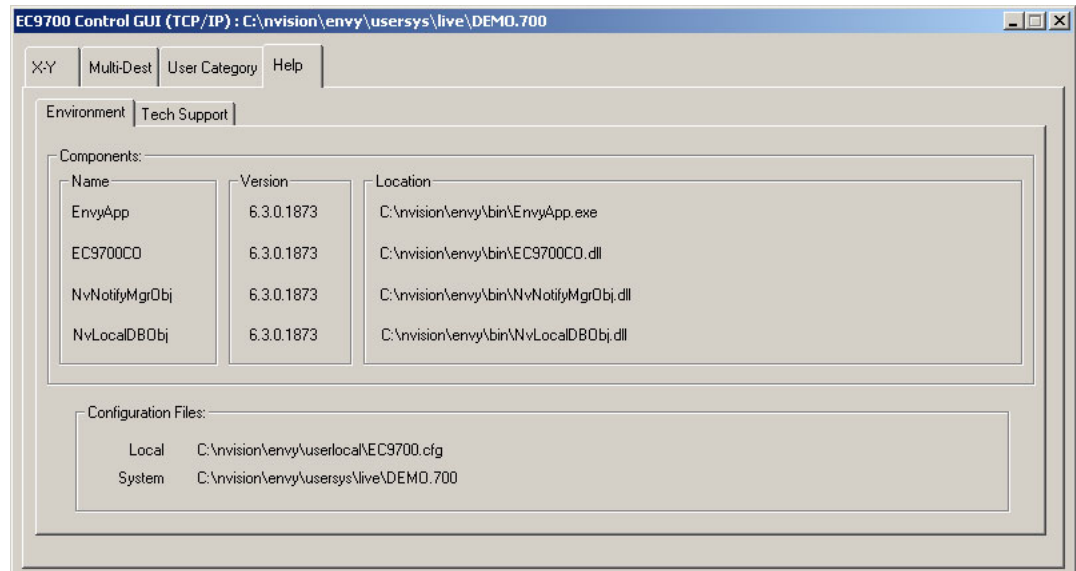 EC9700 Control GUI (TCP/IP) : C:\nvision\envy\usersys\live\DEMO.700
X-Y Multi-Dest User Category Help
Environment Tech Support
Components:
Name Version Location
EnvyApp 6.3.0.1873 C:\nvision\envy\bin\EnvyApp.exe
EC9700CO 6.3.0.1873 C:\nvision\envy\bin\EC9700CO.dll
NvNotifyMgrObj 6.3.0.1873 C:\nvision\envy\bin\NvNotifyMgrObj.dll
NvLocalDBObj 6.3.0.1873 C:\nvision\envy\bin\NvLocalDBObj.dll
Configuration Files:
Local C:\nvision\envy\userlocal\EC9700.cfg
System C:\nvision\envy\usersys\live\DEMO.700